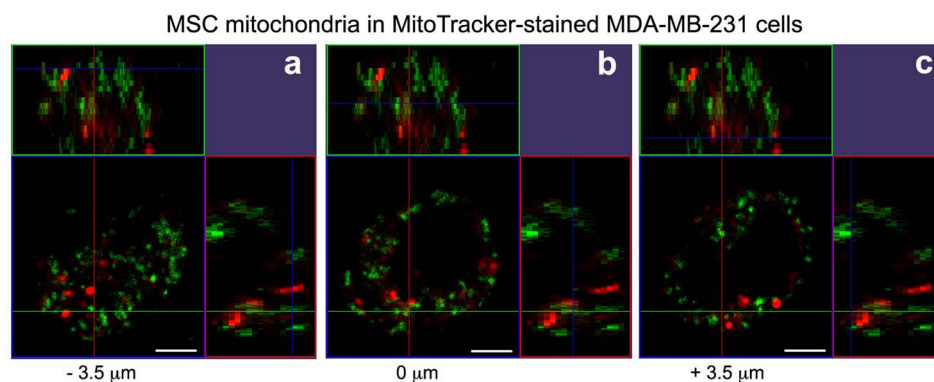 MSC mitochondria in MitoTracker-stained MDA-MB-231 cells
a b c
- 3.5 µm 0 µm + 3.5 µm